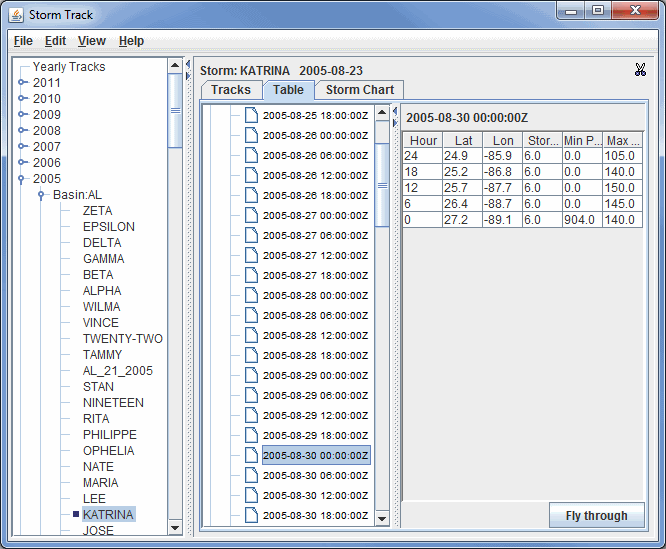 Storm Track
File Edit View Help
Yearly Tracks
2011
2010
2009
2008
2007
2006
2005
Basin:AL
ZETA
EPSILON
DELTA
GAMMA
BETA
ALPHA
WILMA
VINCE
TWENTY-TWO
TAMMY
AL_21_2005
STAN
NINETEEN
RITA
PHILIPPE
OPHELIA
NATE
MARIA
LEE
KATRINA
JOSE
Storm: KATRINA 2005-08-23
Tracks Table Storm Chart
2005-08-25 18:00:00Z
2005-08-26 00:00:00Z
2005-08-26 06:00:00Z
2005-08-26 12:00:00Z
2005-08-26 18:00:00Z
2005-08-27 00:00:00Z
2005-08-27 06:00:00Z
2005-08-27 12:00:00Z
2005-08-27 18:00:00Z
2005-08-28 00:00:00Z
2005-08-28 06:00:00Z
2005-08-28 12:00:00Z
2005-08-28 18:00:00Z
2005-08-29 00:00:00Z
2005-08-29 06:00:00Z
2005-08-29 12:00:00Z
2005-08-29 18:00:00Z
2005-08-30 00:00:00Z
2005-08-30 06:00:00Z
2005-08-30 12:00:00Z
2005-08-30 18:00:00Z
2005-08-30 00:00:00Z
Hour Lat Lon Stor... Min P... Max ...
24 24.9 -85.9 6.0 0.0 105.0
18 25.2 -86.8 6.0 0.0 140.0
12 25.7 -87.7 6.0 0.0 150.0
6 26.4 -88.7 6.0 0.0 145.0
0 27.2 -89.1 6.0 904.0 140.0
Fly through